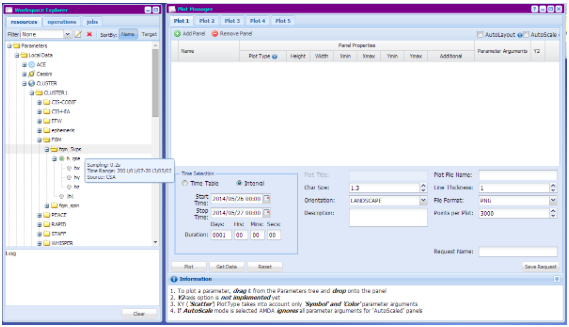 Workspace Explorer
resources operations jobs
Filter: None SortBy: Name Target
Parameters
Local Data
ACE
Cassini
CLUSTER
CLUSTER1
CIS-CODIF
CIS-HIA
EFW
ephemeris
FGM
fgm_5vps
b_gse
bx
by
bz
|b|
fgm_spin
PEACE
RAPID
STAFF
WHISPER
Sampling: 0.2s
Source: CSA
Log
Clear
Plot Manager
Plot 1 Plot 2 Plot 3 Plot 4 Plot 5
Add Panel Remove Panel AutoLayout AutoScale
Panel Properties
Name Plot Type Height Width Xmin Xmax Ymin Ymax Additional Parameter Arguments Y2
Time Selection
Time Table Interval
Start Time: 2014/05/26 00:00
Stop Time: 2014/05/27 00:00
Days: Hrs: Mins: Secs:
Duration: 0001 00 00 00
Plot Title:
Char Size: 1.3
Orientation: LANDSCAPE
Description:
Plot File Name:
Line Thickness: 1
File Format: PNG
Points per Plot: 3000
Request Name:
Plot Get Data Reset Save Request
Information
1. To plot a parameter, drag it from the Parameters tree and drop onto the panel
2. Y2axis option is not implemented yet
3. XY ('Scatter') PlotType takes into account only 'Symbol' and 'Color' parameter arguments
4. If AutoScale mode is selected AMDA ignores all parameter arguments for 'AutoScaled' panels